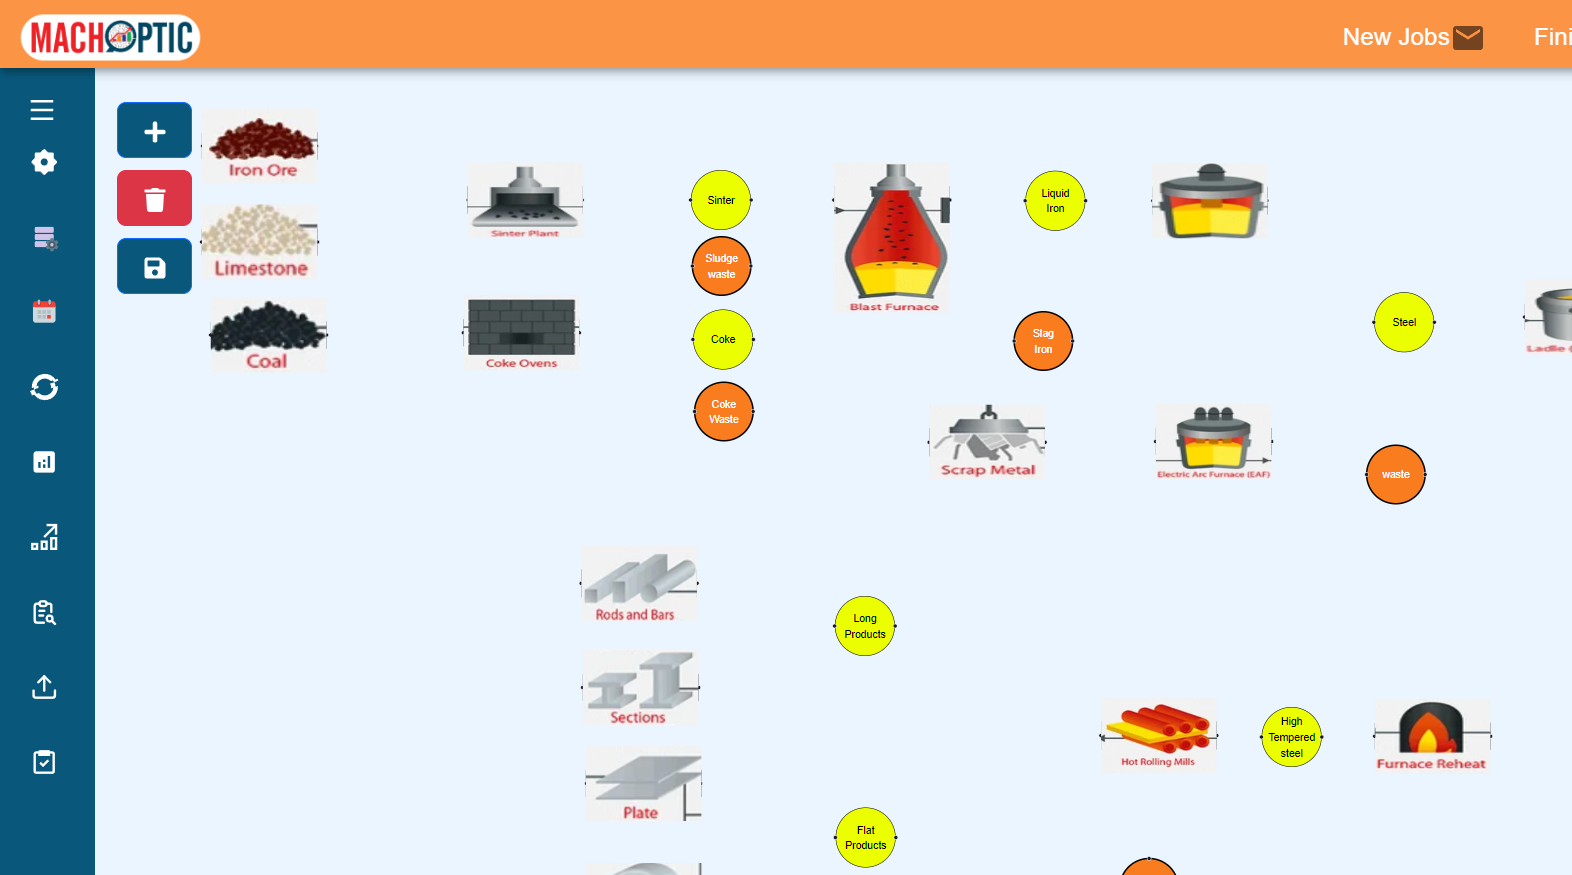 MACHOPTIC
New Jobs
Fini
Iron Ore
Limestone
Coal
Sinter Plant
Coke Ovens
Sinter
Sludge
waste
Coke
Coke
Waste
Blast Furnace
Liquid
Iron
Slag
Iron
Scrap Metal
Electric Arc Furnace (EAF)
Steel
waste
Ladle (
Rods and Bars
Sections
Plate
Long
Products
Flat
Products
Hot Rolling Mills
High
Tempered
steel
Furnace Reheat